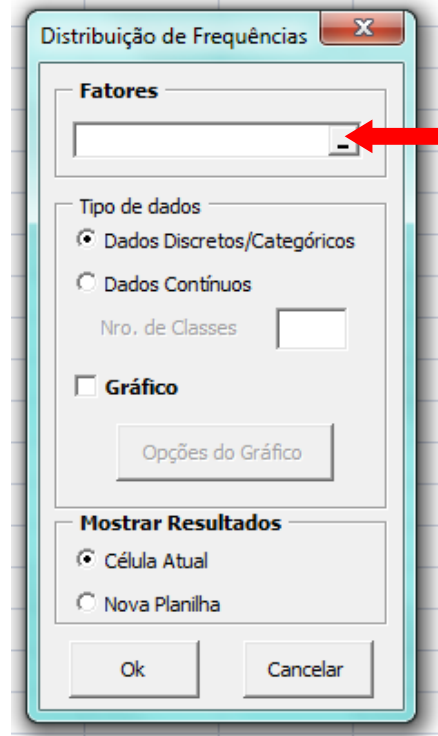 Distribuição de Frequências
Fatores
Tipo de dados
Dados Discretos/Categóricos
Dados Contínuos
Nro. de Classes
Gráfico
Opções do Gráfico
Mostrar Resultados
Célula Atual
Nova Planilha
Ok Cancelar